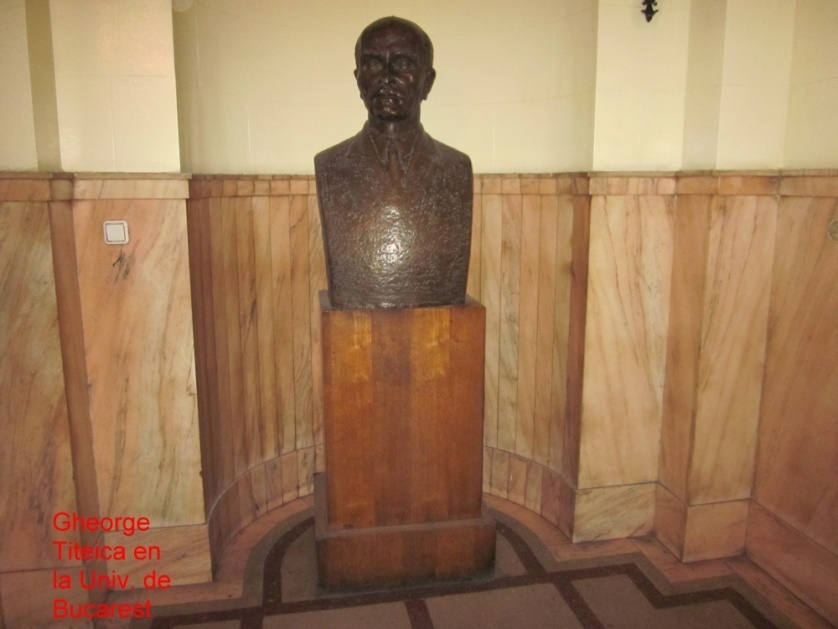 Gheorge
Titeica en
la Univ. de
Bucarest